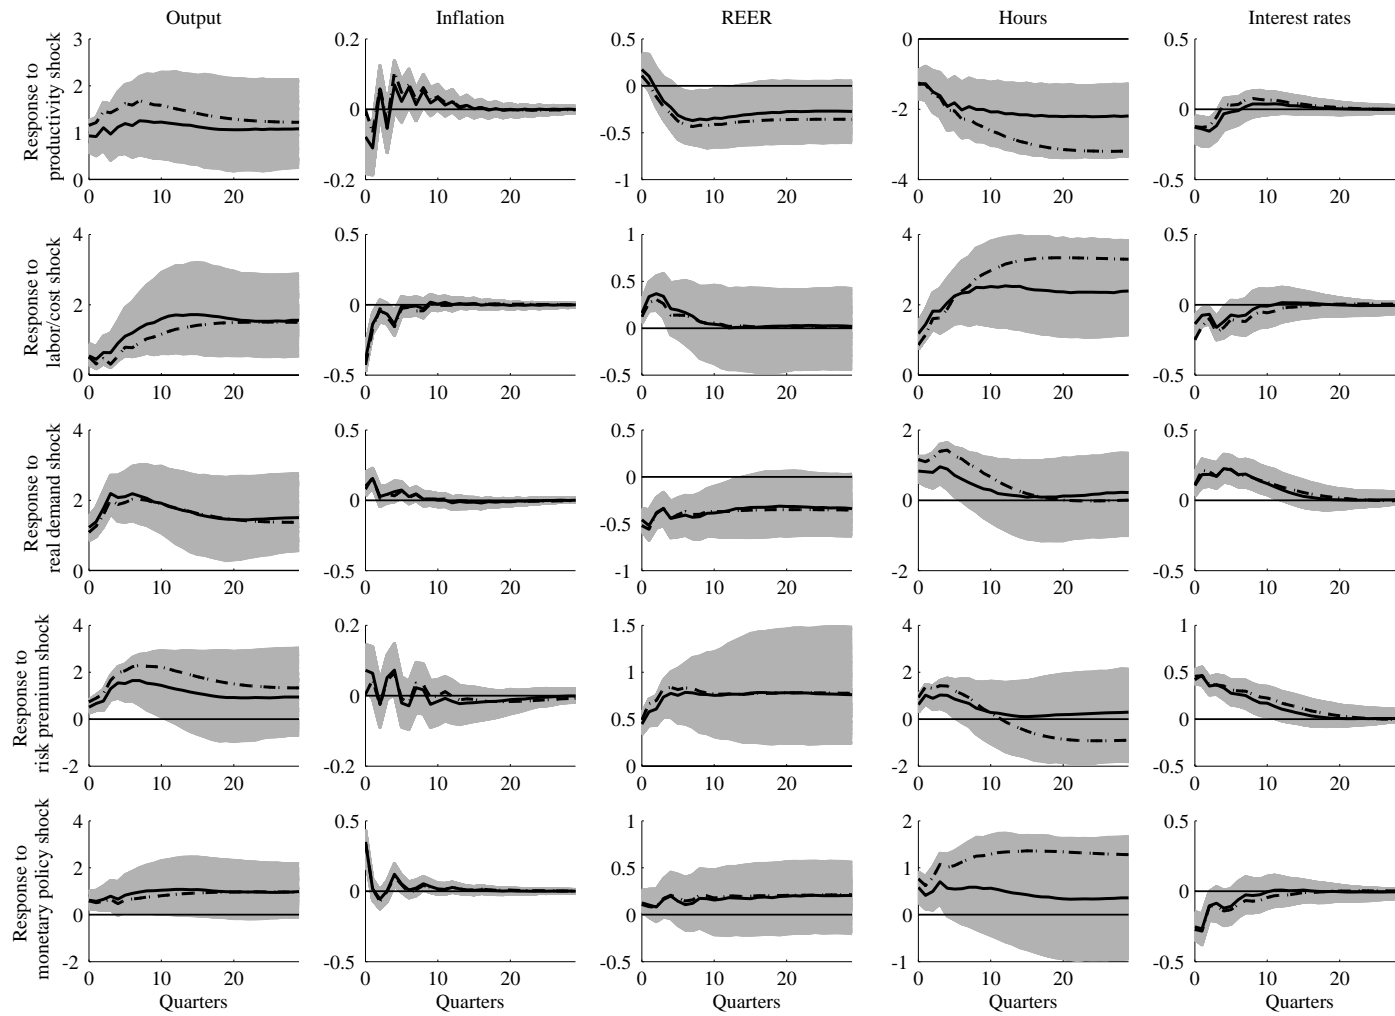 Output Inflation REER Hours Interest rates
Response to
productivity shock
3
2
1
0
0 10 20
0.2
0
-0.2
0 10 20
0.5
0
-0.5
-1
0 10 20
0
-2
-4
0 10 20
0.5
0
-0.5
0 10 20
Response to
labor/cost shock
4
2
0
0 10 20
0.5
0
-0.5
0 10 20
1
0.5
0
-0.5
0 10 20
4
2
0
0 10 20
0.5
0
-0.5
0 10 20
Response to
real demand shock
4
2
0
0 10 20
0.5
0
-0.5
0 10 20
0.5
0
-0.5
-1
0 10 20
2
0
-2
0 10 20
0.5
0
-0.5
0 10 20
Response to
risk premium shock
4
2
0
-2
0 10 20
0.2
0
-0.2
0 10 20
1.5
1
0.5
0
0 10 20
4
2
0
-2
0 10 20
1
0.5
0
-0.5
0 10 20
Response to
monetary policy shock
4
2
0
-2
0 10 20
Quarters
0.5
0
-0.5
0 10 20
Quarters
1
0.5
0
-0.5
0 10 20
Quarters
2
1
0
-1
0 10 20
Quarters
0.5
0
-0.5
0 10 20
Quarters